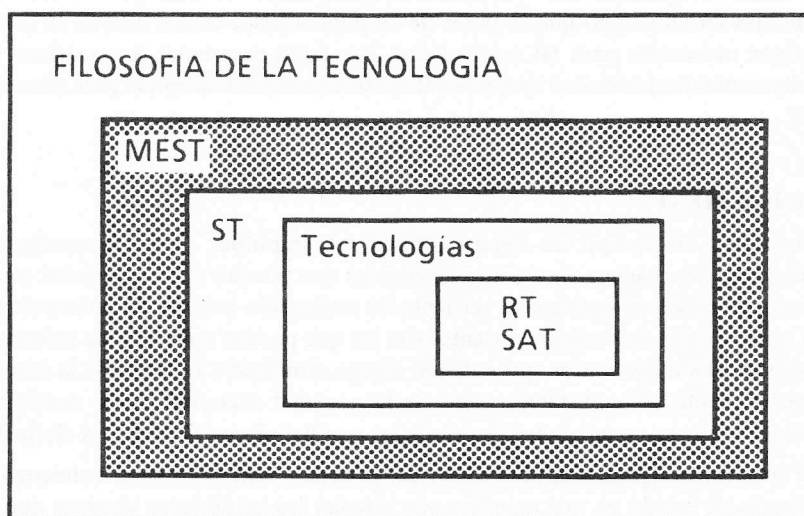 FILOSOFIA DE LA TECNOLOGIA
MEST
ST
Tecnologías
RT
SAT